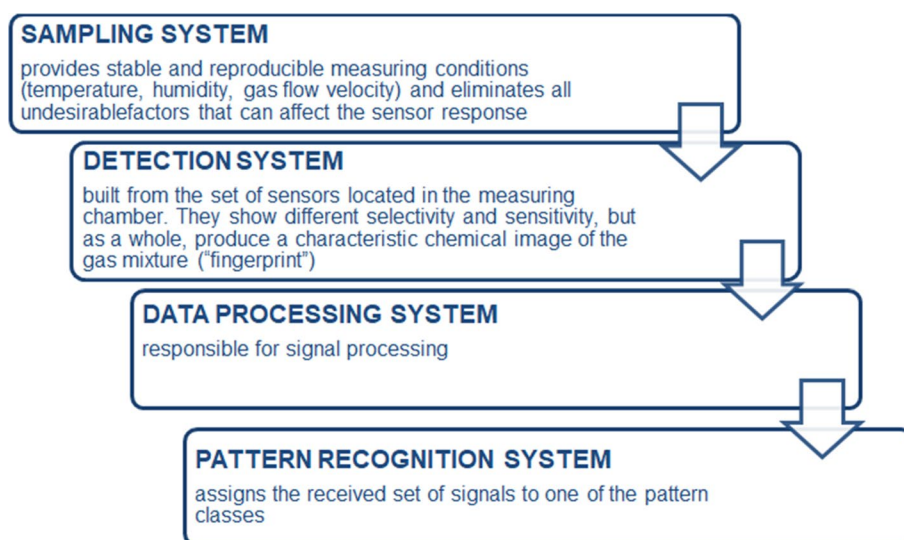 SAMPLING SYSTEM
provides stable and reproducible measuring conditions
(temperature, humidity, gas flow velocity) and eliminates all
undesirablefactors that can affect the sensor response
DETECTION SYSTEM
built from the set of sensors located in the measuring
chamber. They show different selectivity and sensitivity, but
as a whole, produce a characteristic chemical image of the
gas mixture (“fingerprint”)
DATA PROCESSING SYSTEM
responsible for signal processing
PATTERN RECOGNITION SYSTEM
assigns the received set of signals to one of the pattern
classes